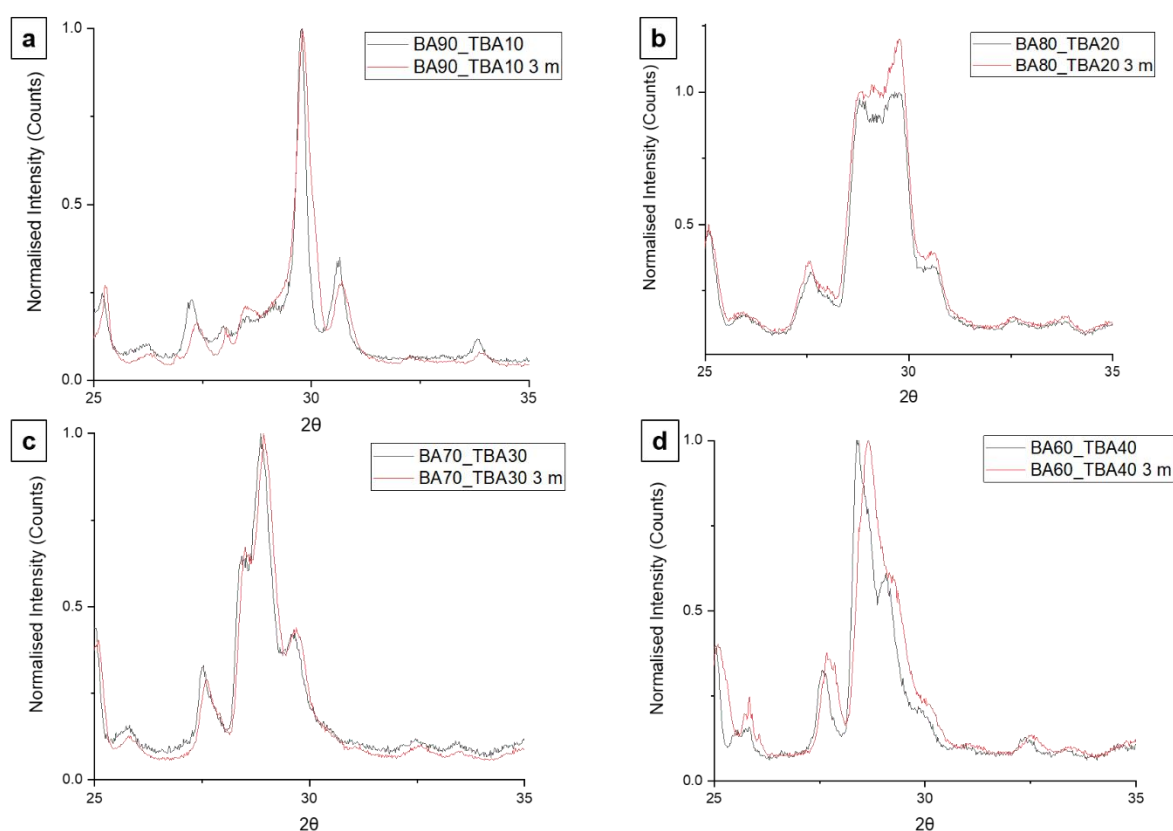 a
BA90_TBA10
BA90_TBA10 3 m
Normalised Intensity (Counts)
1.0
0.5
0.0
25
30
35
2θ
b
BA80_TBA20
BA80_TBA20 3 m
Normalised Intensity (Counts)
1.0
0.5
25
30
35
2θ
c
BA70_TBA30
BA70_TBA30 3 m
Normalised Intensity (Counts)
1.0
0.5
0.0
25
30
35
2θ
d
BA60_TBA40
BA60_TBA40 3 m
Normalised Intensity (Counts)
1.0
0.5
0.0
25
30
35
2θ